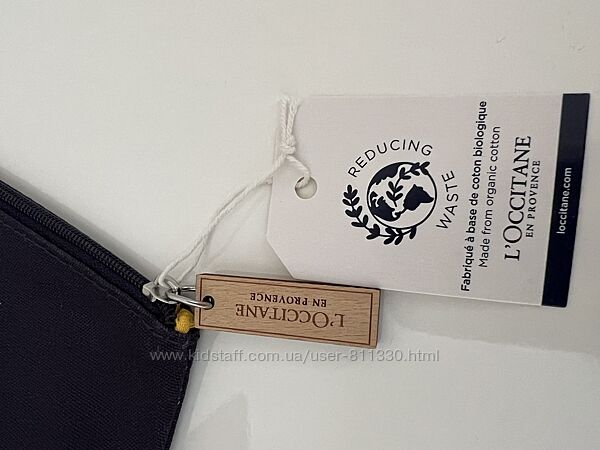 REDUCING
WASTE
Fabriqué à base de coton biologique
Made from organic cotton
L'OCCITANE
EN PROVENCE
loccitane.com
L'OCCITANE
EN PROVENCE
www.kidstaff.com.ua/user-811330.html